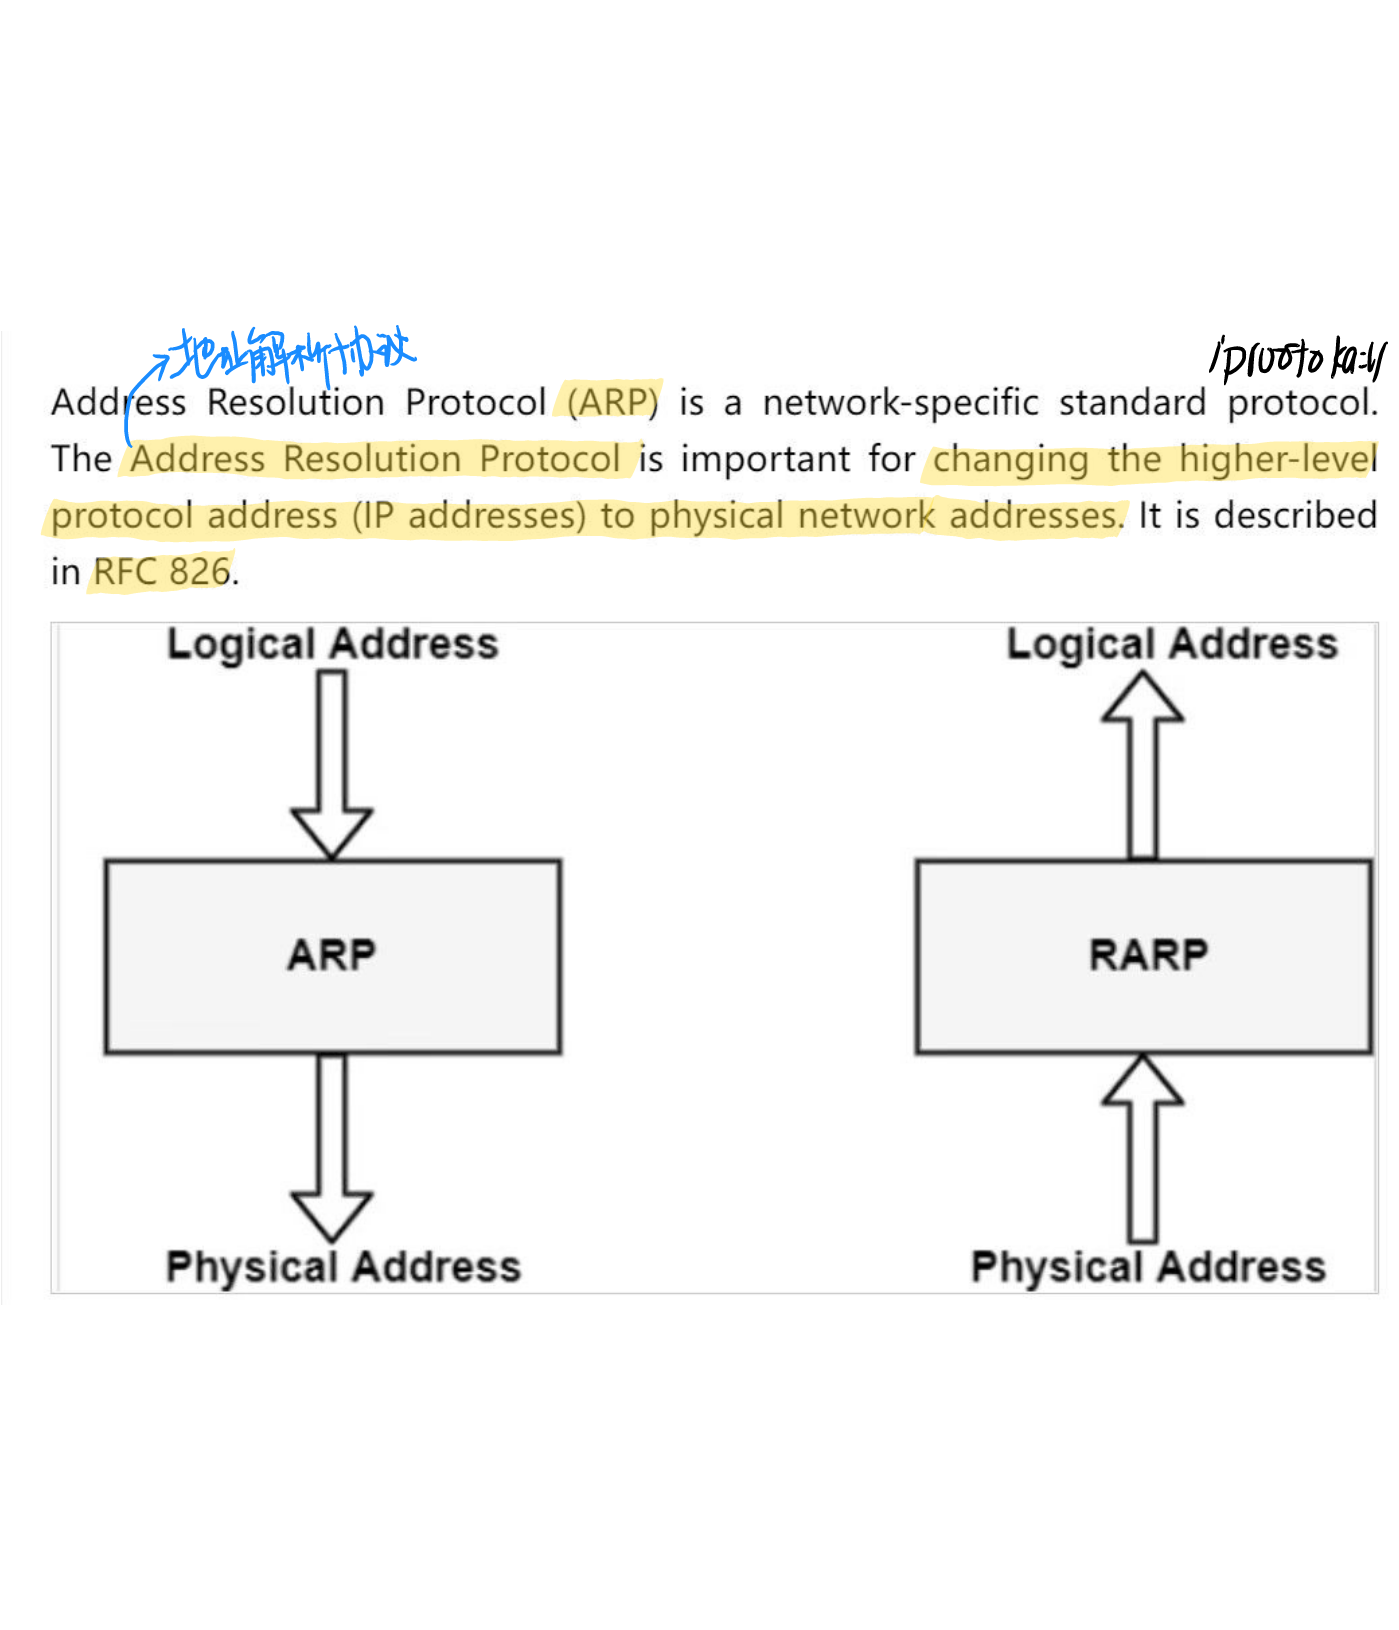 地址解析协议
Address Resolution Protocol (ARP) is a network-specific standard protocol.
The Address Resolution Protocol is important for changing the higher-level
protocol address (IP addresses) to physical network addresses. It is described
in RFC 826.
Logical Address
Logical Address
ARP
RARP
Physical Address
Physical Address